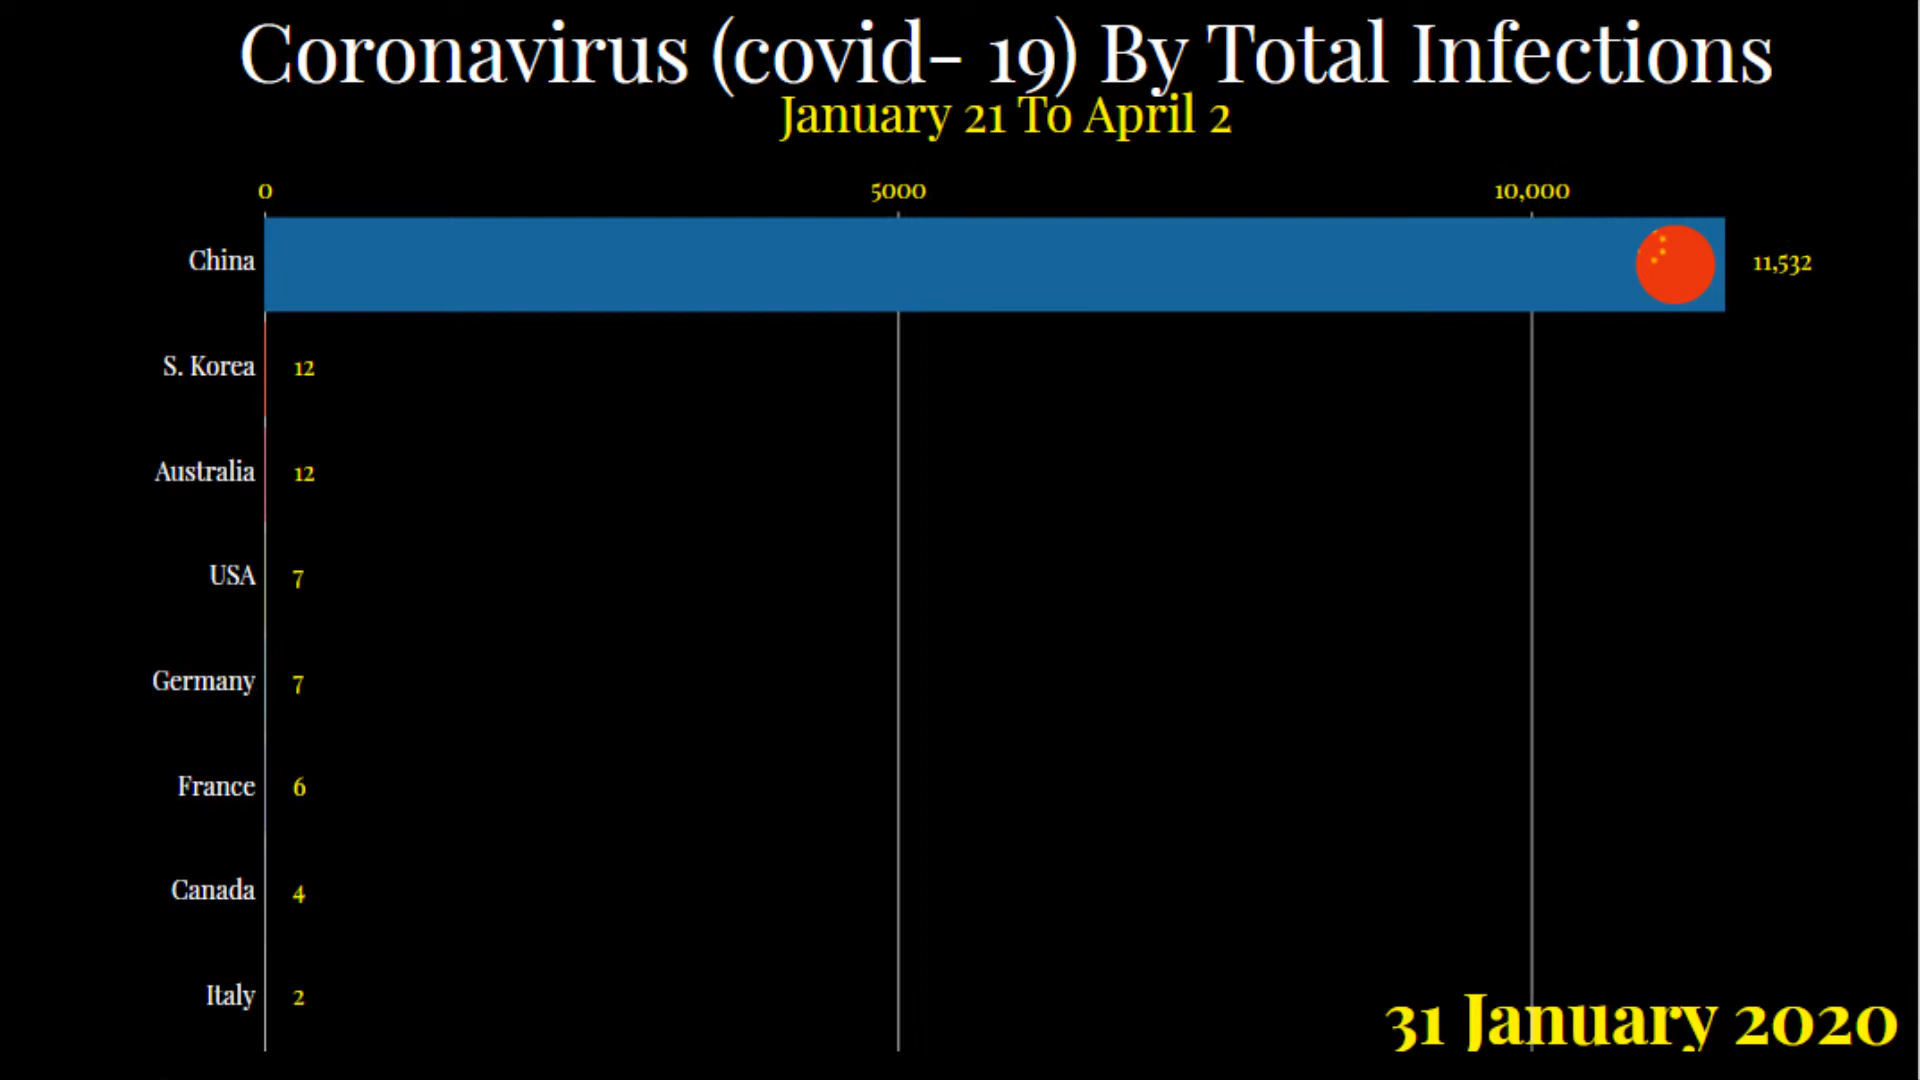 Coronavirus (covid- 19) By Total Infections
January 21 To April 2
0 5000 10,000
China 11,532
S. Korea 12
Australia 12
USA 7
Germany 7
France 6
Canada 4
Italy 2
31 January 2020